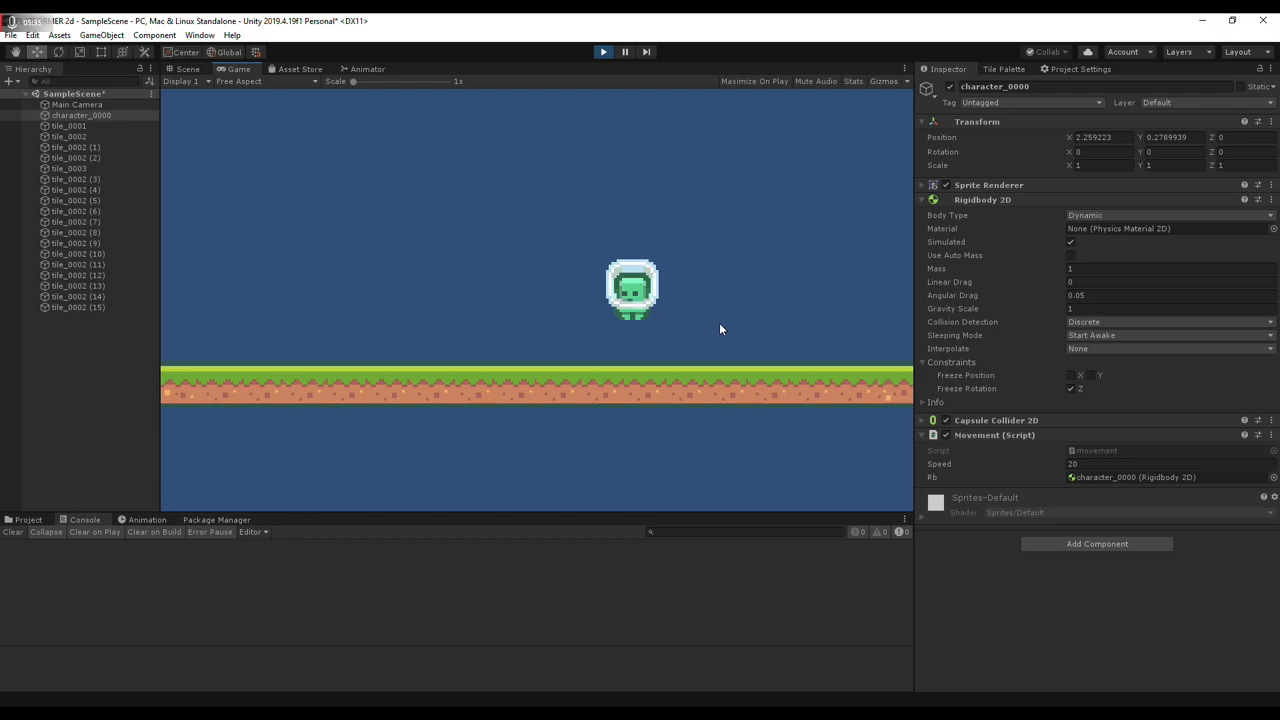 FORMER 2d - SampleScene - PC, Mac & Linux Standalone - Unity 2019.4.19f1 Personal* <DX11>
File Edit Assets GameObject Component Window Help
Center Global Collab Account Layers Layout
Hierarchy Scene Game Asset Store Animator Inspector Tile Palette Project Settings
All Display 1 Free Aspect Scale 1x Maximize On Play Mute Audio Stats Gizmos
character_0000 Static
SampleScene*
Main Camera
character_0000
tile_0001
tile_0002
tile_0002 (1)
tile_0002 (2)
tile_0003
tile_0002 (3)
tile_0002 (4)
tile_0002 (5)
tile_0002 (6)
tile_0002 (7)
tile_0002 (8)
tile_0002 (9)
tile_0002 (10)
tile_0002 (11)
tile_0002 (12)
tile_0002 (13)
tile_0002 (14)
tile_0002 (15)
Tag Untagged Layer Default
Transform
Position X 2.259223 Y 0.2789939 Z 0
Rotation X 0 Y 0 Z 0
Scale X 1 Y 1 Z 1
Sprite Renderer
Rigidbody 2D
Body Type Dynamic
Material None (Physics Material 2D)
Simulated
Use Auto Mass
Mass 1
Linear Drag 0
Angular Drag 0.05
Gravity Scale 1
Collision Detection Discrete
Sleeping Mode Start Awake
Interpolate None
Constraints
Freeze Position X Y
Freeze Rotation Z
Info
Capsule Collider 2D
Movement (Script)
Script movement
Speed 20
Rb character_0000 (Rigidbody 2D)
Sprites-Default
Shader Sprites/Default
Add Component
Project Console Animation Package Manager
Clear Collapse Clear on Play Clear on Build Error Pause Editor 0 0 0